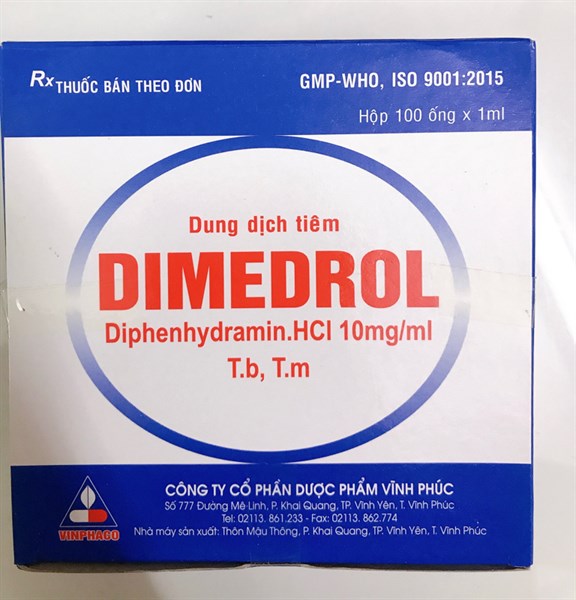 Rx THUỐC BÁN THEO ĐƠN
GMP-WHO, ISO 9001:2015
Hộp 100 ống x 1ml
Dung dịch tiêm
DIMEDROL
Diphenhydramin.HCl 10mg/ml
T.b, T.m
VINPHACO
CÔNG TY CỔ PHẦN DƯỢC PHẨM VĨNH PHÚC
Số 777 Đường Mê-Linh, P. Khai Quang, TP. Vĩnh Yên, T. Vĩnh Phúc
Tel: 02113. 861.233 - Fax: 02113. 862.774
Nhà máy sản xuất: Thôn Mậu Thông, P. Khai Quang, TP. Vĩnh Yên, T. Vĩnh Phúc